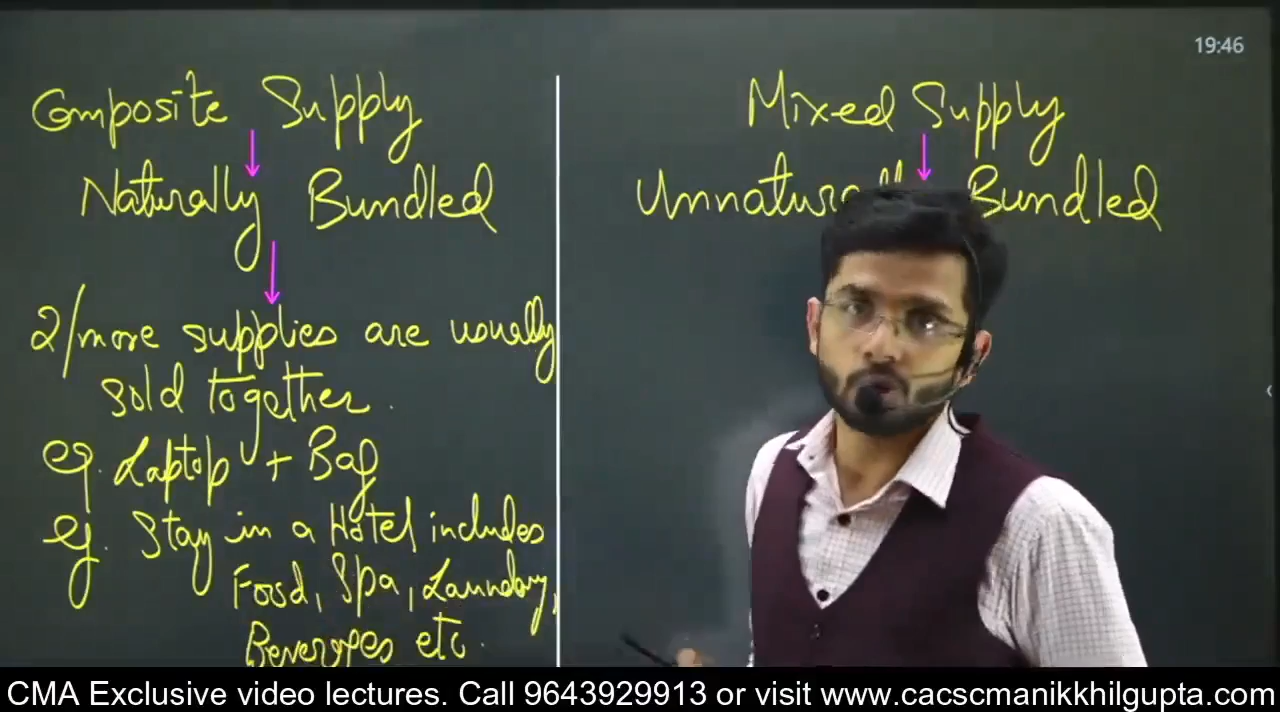 19:46
Composite Supply
Naturally Bundled
2/more supplies are usually
sold together.
eg. Laptop + Bag
eg. Stay in a Hotel includes
Food, Spa, Laundry,
Beverages etc.
Mixed Supply
Bundled
CMA Exclusive video lectures. Call 9643929913 or visit www.cacscmanikkhilgupta.com